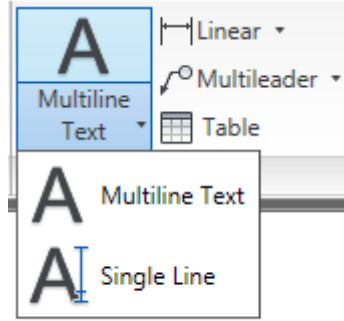 Linear
Multileader
Multiline
Text
Table
Multiline Text
Single Line